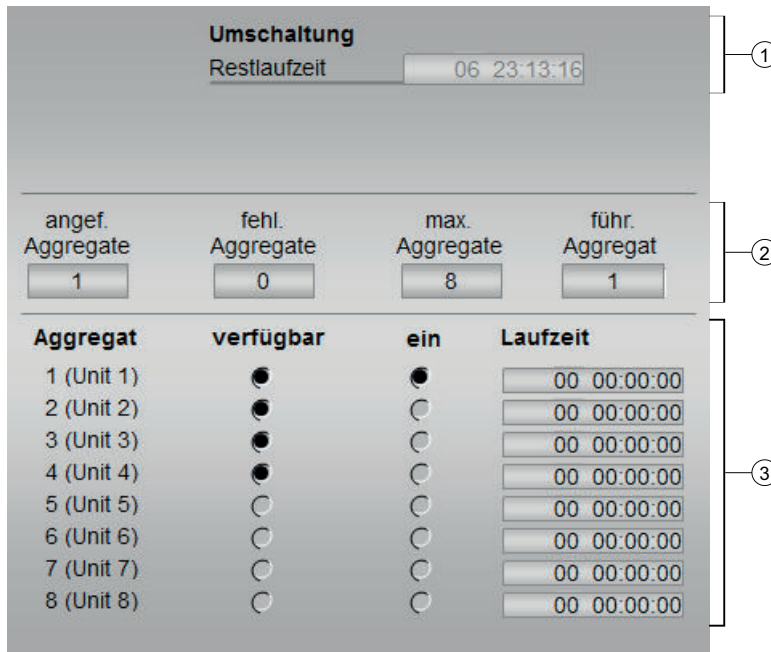 Umschaltung
Restlaufzeit 06 23:13:16
1
angef. fehl. max. führ.
Aggregate Aggregate Aggregate Aggregat
1 0 8 1
2
Aggregat verfügbar ein Laufzeit
1 (Unit 1) 00 00:00:00
2 (Unit 2) 00 00:00:00
3 (Unit 3) 00 00:00:00
4 (Unit 4) 00 00:00:00
5 (Unit 5) 00 00:00:00
6 (Unit 6) 00 00:00:00
7 (Unit 7) 00 00:00:00
8 (Unit 8) 00 00:00:00
3